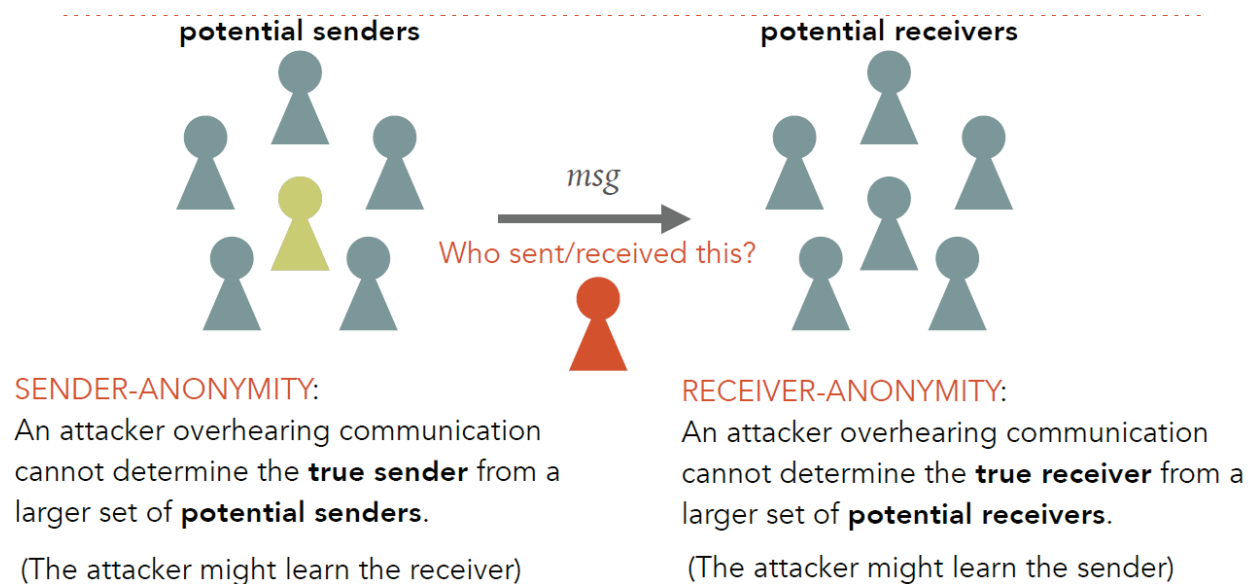 potential senders
potential receivers
msg
Who sent/received this?
SENDER-ANONYMITY:
An attacker overhearing communication
cannot determine the true sender from a
larger set of potential senders.
(The attacker might learn the receiver)
RECEIVER-ANONYMITY:
An attacker overhearing communication
cannot determine the true receiver from a
larger set of potential receivers.
(The attacker might learn the sender)